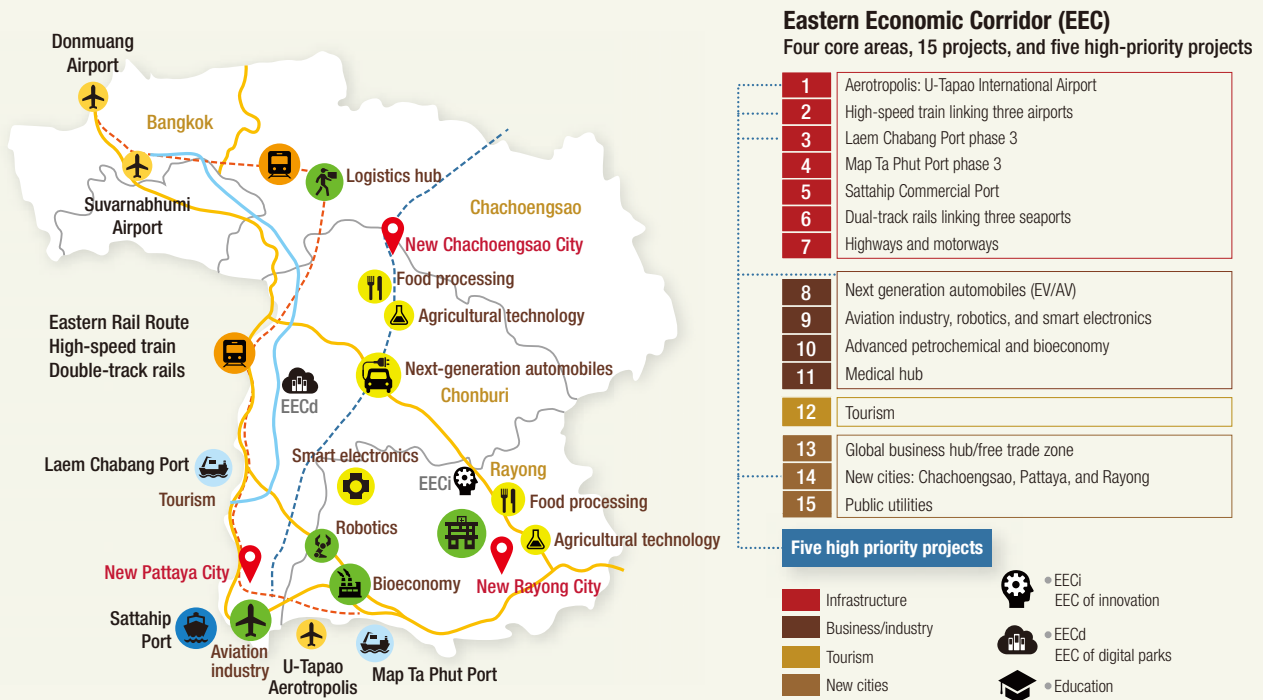 Donmuang
Airport
Bangkok
Suvarnabhumi
Airport
Logistics hub
Chachoengsao
New Chachoengsao City
Food processing
Agricultural technology
Eastern Rail Route
High-speed train
Double-track rails
Next-generation automobiles
Chonburi
EECd
Laem Chabang Port
Tourism
Smart electronics
Rayong
EECi
Food processing
Robotics
Agricultural technology
New Pattaya City
Bioeconomy
New Rayong City
Sattahip
Port
Aviation
industry
U-Tapao
Aerotropolis
Map Ta Phut Port
Eastern Economic Corridor (EEC)
Four core areas, 15 projects, and five high-priority projects
1 Aerotropolis: U-Tapao International Airport
2 High-speed train linking three airports
3 Laem Chabang Port phase 3
4 Map Ta Phut Port phase 3
5 Sattahip Commercial Port
6 Dual-track rails linking three seaports
7 Highways and motorways
8 Next generation automobiles (EV/AV)
9 Aviation industry, robotics, and smart electronics
10 Advanced petrochemical and bioeconomy
11 Medical hub
12 Tourism
13 Global business hub/free trade zone
14 New cities: Chachoengsao, Pattaya, and Rayong
15 Public utilities
Five high priority projects
Infrastructure
Business/industry
Tourism
New cities
• EECi
EEC of innovation
• EECd
EEC of digital parks
• Education